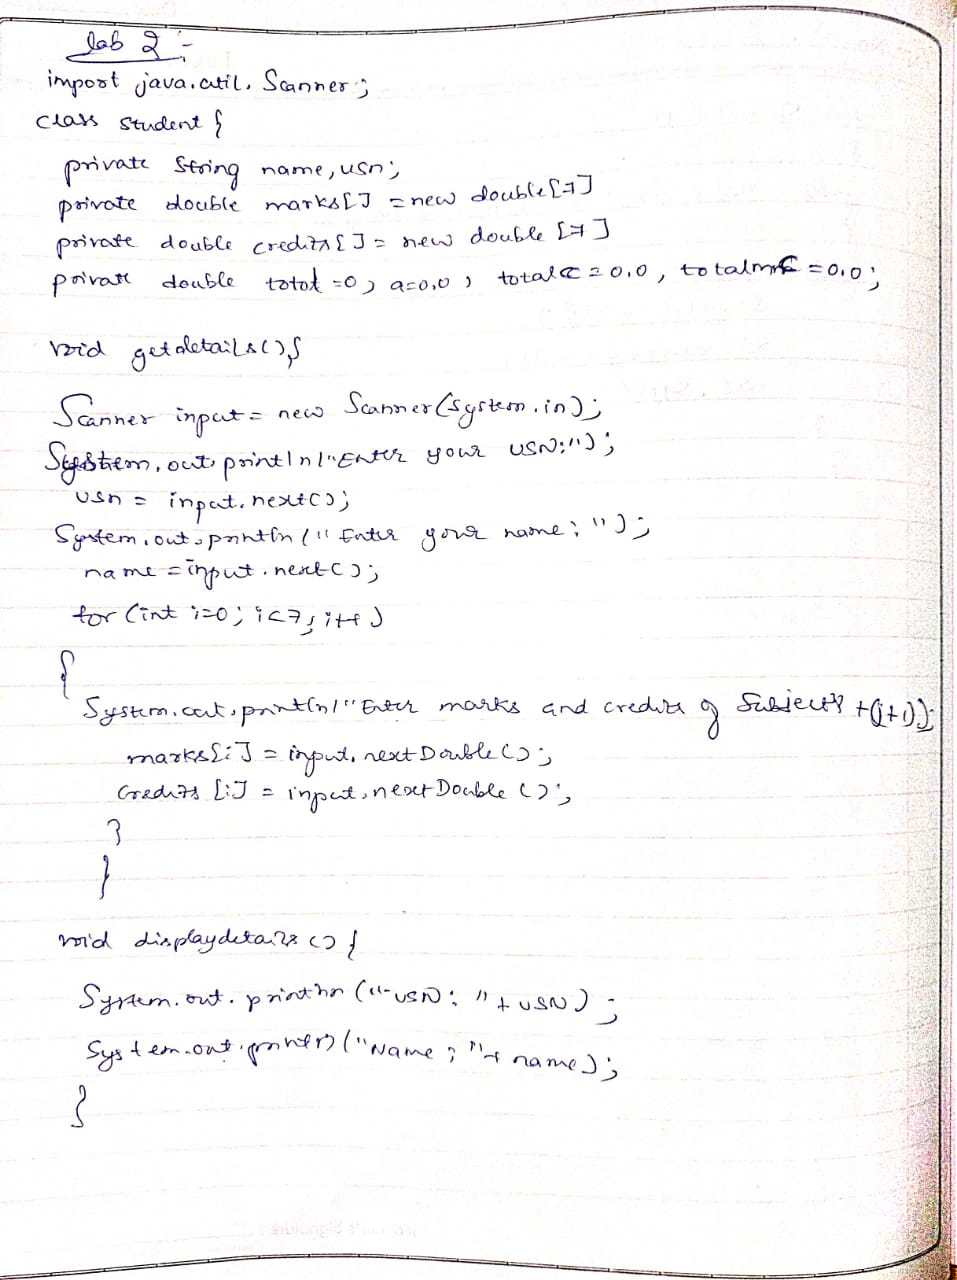 lab 2 :-
import java.util.Scanner;
class Student {
private String name, usn;
private double marks[] = new double[7]
private double credits[] = new double [7]
private double totot =0, a=0.0, totalc = 0.0, totalmc = 0.0;
void getdetails(){
Scanner input = new Scanner(System.in);
System.out.println("Enter your USN:");
usn = input.next();
System.out.println("Enter your name: ");
name = input.next();
for (int i=0; i<7; i++)
{
System.out.println("Enter marks and credits of Subject" +(i+1));
marks[i] = input.nextDouble();
Credits [i] = input.nextDouble();
}
}
void displaydetails () {
System.out.println ("USN: " + USN);
System.out.println ("Name: "+ name);
}